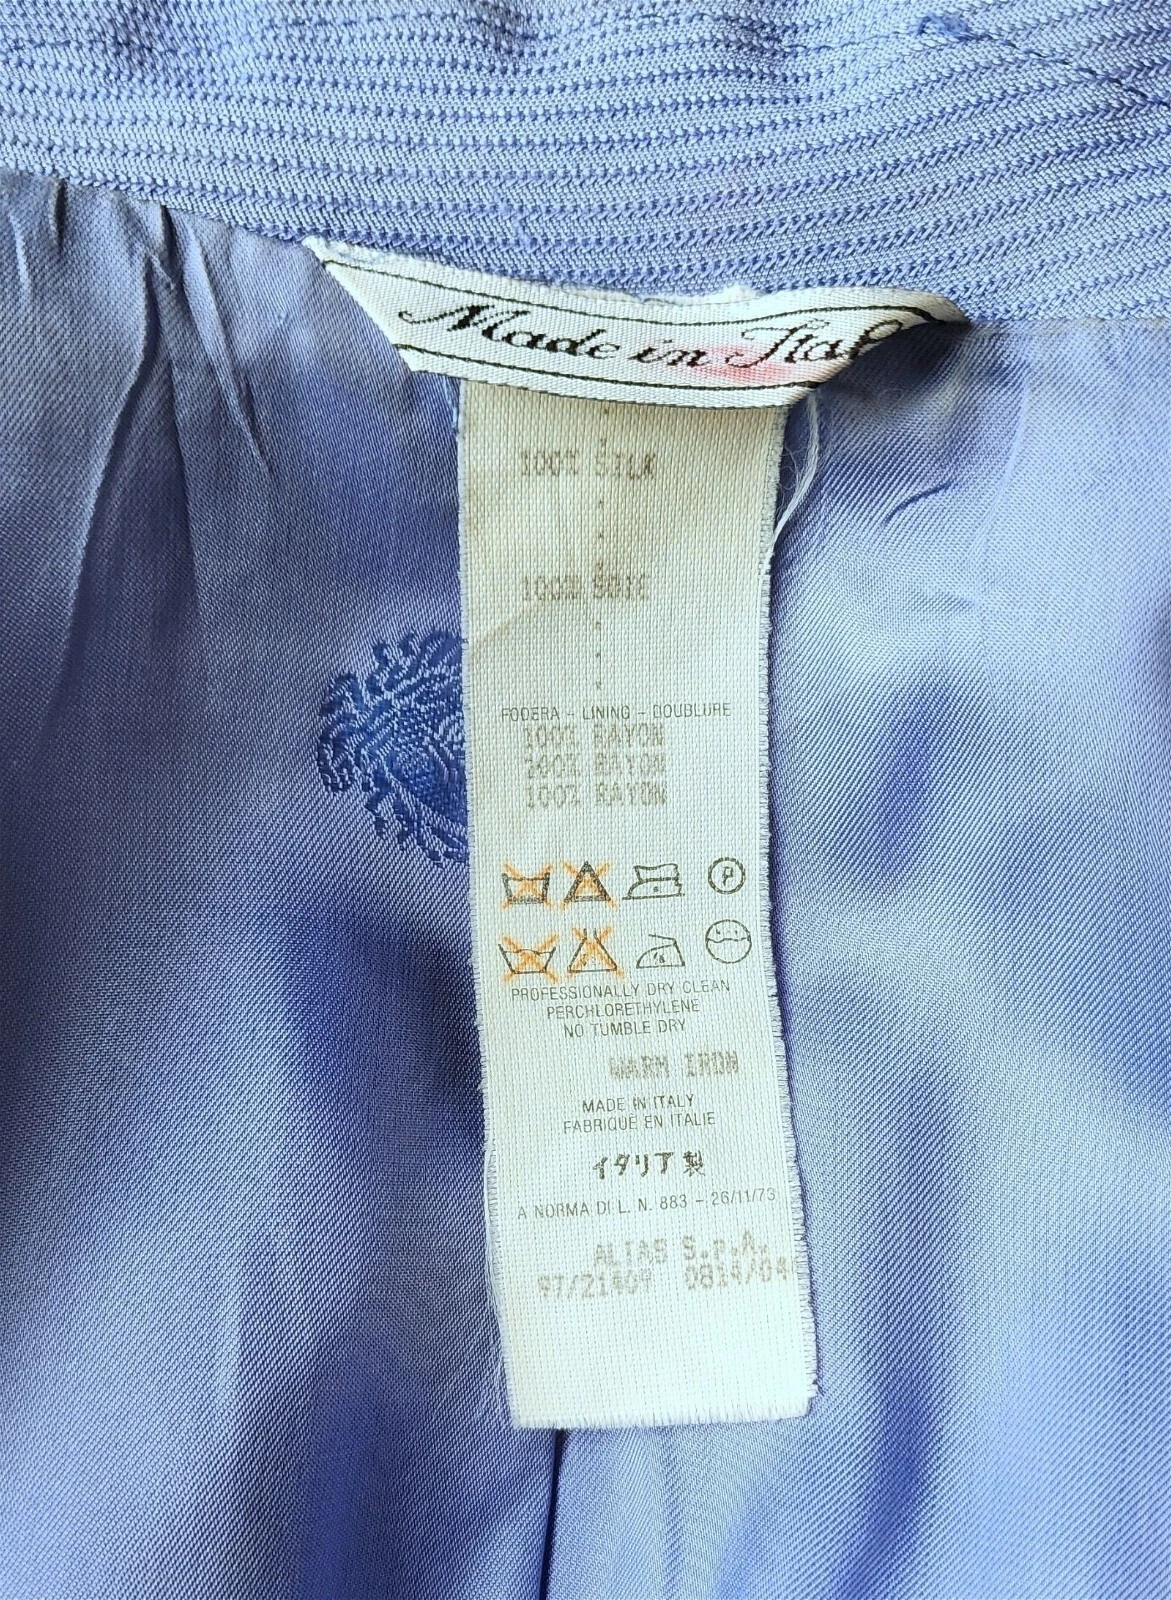 Made in Ital
100% SILK
100% SOIE
FODERA - LINING - DOUBLURE
100% RAYON
100% RAYON
100% RAYON
P
PROFESSIONALLY DRY CLEAN
PERCHLORETHYLENE
NO TUMBLE DRY
WARM IRON
MADE IN ITALY
FABRIQUÉ EN ITALIE
イタリア製
A NORMA DI L. N. 883 - 26/11/73
ALIAS S.p.A.